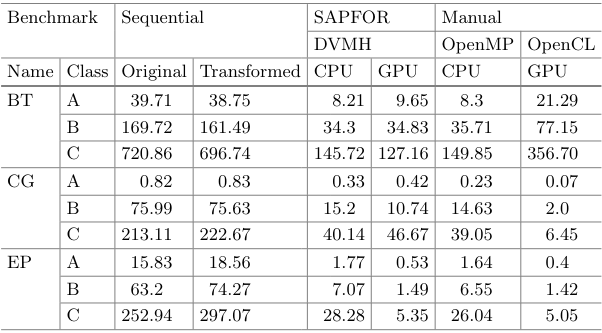 Benchmark Sequential SAPFOR Manual
DVMH OpenMP OpenCL
Name Class Original Transformed CPU GPU CPU GPU
BT A 39.71 38.75 8.21 9.65 8.3 21.29
B 169.72 161.49 34.3 34.83 35.71 77.15
C 720.86 696.74 145.72 127.16 149.85 356.70
CG A 0.82 0.83 0.33 0.42 0.23 0.07
B 75.99 75.63 15.2 10.74 14.63 2.0
C 213.11 222.67 40.14 46.67 39.05 6.45
EP A 15.83 18.56 1.77 0.53 1.64 0.4
B 63.2 74.27 7.07 1.49 6.55 1.42
C 252.94 297.07 28.28 5.35 26.04 5.05